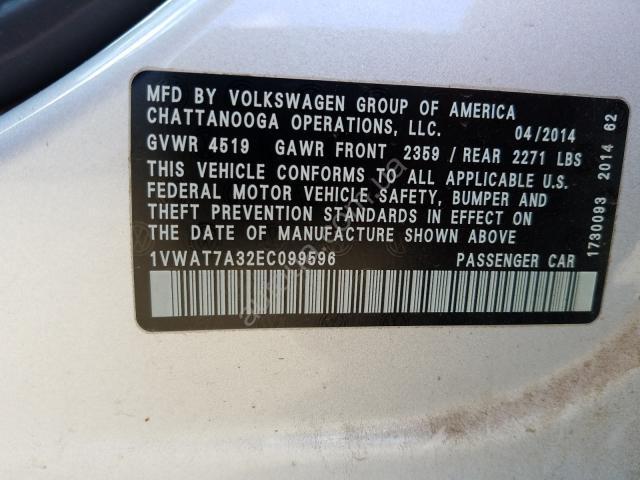 MFD BY VOLKSWAGEN GROUP OF AMERICA
CHATTANOOGA OPERATIONS, LLC. 04/2014
GVWR 4519 GAWR FRONT 2359 / REAR 2271 LBS
THIS VEHICLE CONFORMS TO ALL APPLICABLE U.S.
FEDERAL MOTOR VEHICLE SAFETY, BUMPER AND
THEFT PREVENTION STANDARDS IN EFFECT ON
THE DATE OF MANUFACTURE SHOWN ABOVE
1VWAT7A32EC099596 PASSENGER CAR
1730093 2014 62